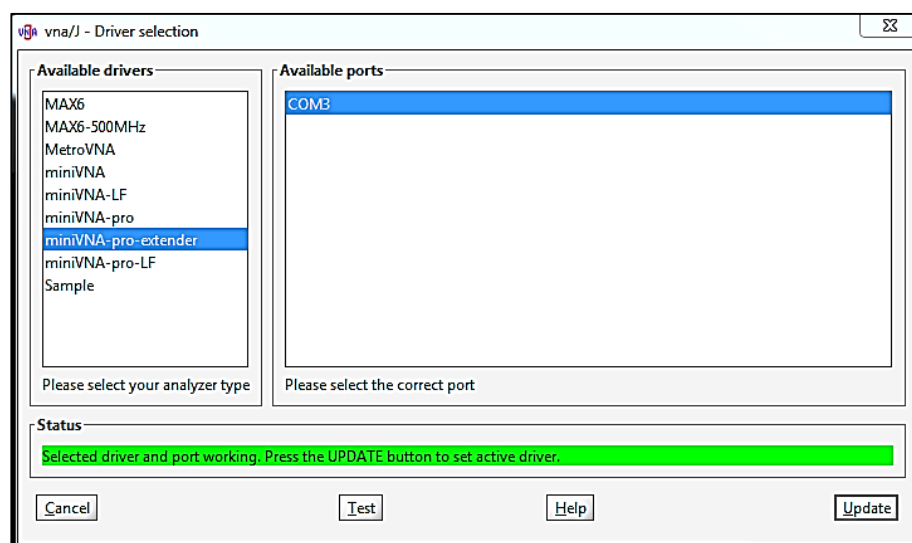 vna/J - Driver selection
Available drivers
MAX6
MAX6-500MHz
MetroVNA
miniVNA
miniVNA-LF
miniVNA-pro
miniVNA-pro-extender
miniVNA-pro-LF
Sample
Please select your analyzer type
Available ports
COM3
Please select the correct port
Status
Selected driver and port working. Press the UPDATE button to set active driver.
Cancel
Test
Help
Update